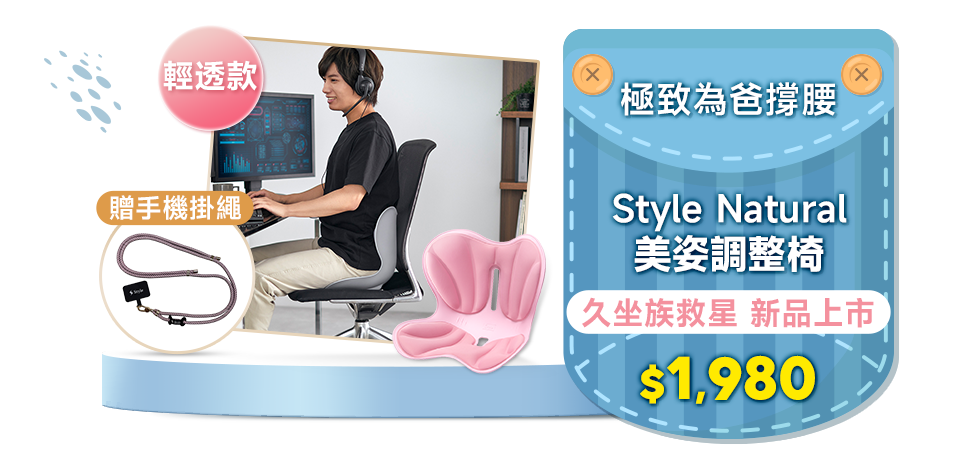 輕透款
贈手機掛繩
Style
極致為爸撐腰
Style Natural
美姿調整椅
久坐族救星 新品上市
$1,980